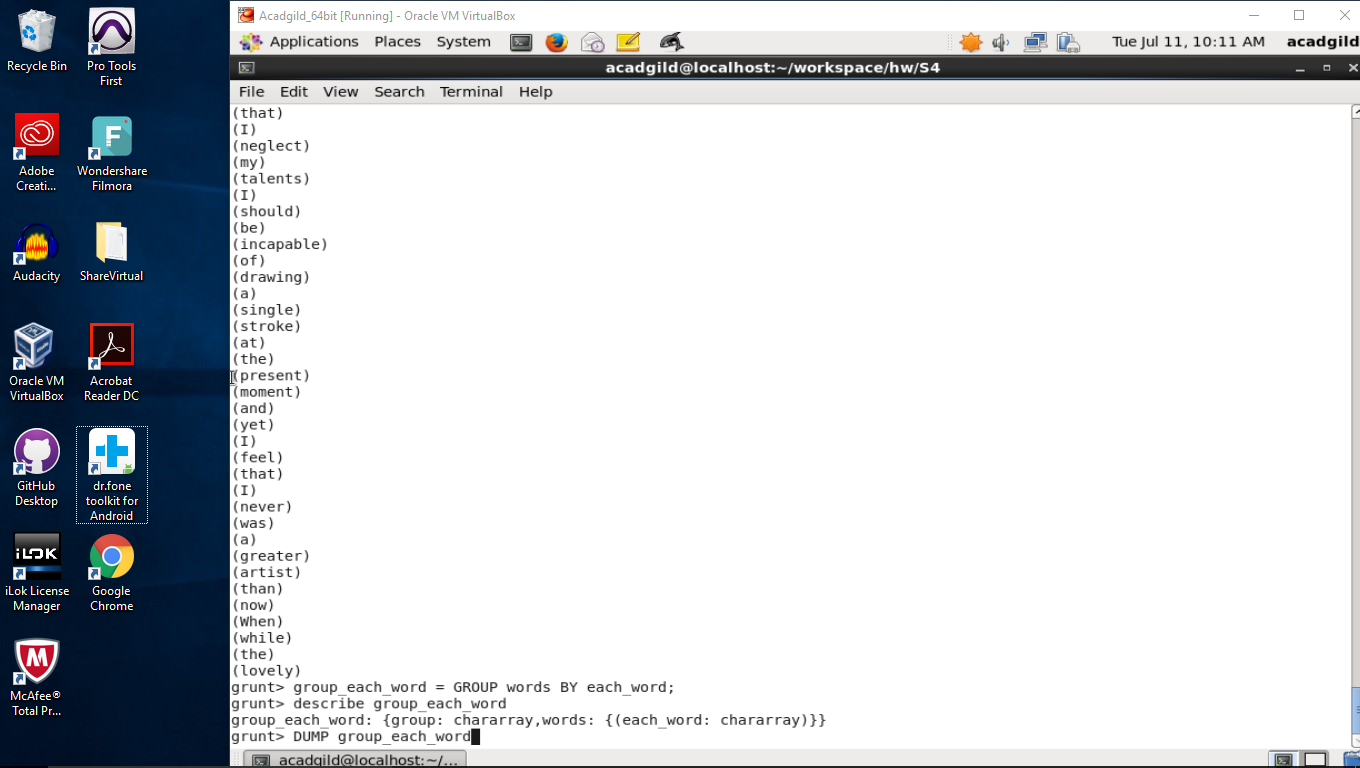 Recycle Bin
Pro Tools
First
Adobe
Creati...
Wondershare
Filmora
Audacity
ShareVirtual
Oracle VM
VirtualBox
Acrobat
Reader DC
GitHub
Desktop
dr.fone
toolkit for
Android
iLOK
iLok License
Manager
Google
Chrome
McAfee®
Total Pr...
Acadgild_64bit [Running] - Oracle VM VirtualBox
Applications Places System Tue Jul 11, 10:11 AM acadgild
acadgild@localhost:~/workspace/hw/S4
File Edit View Search Terminal Help
(that)
(I)
(neglect)
(my)
(talents)
(I)
(should)
(be)
(incapable)
(of)
(drawing)
(a)
(single)
(stroke)
(at)
(the)
(present)
(moment)
(and)
(yet)
(I)
(feel)
(that)
(I)
(never)
(was)
(a)
(greater)
(artist)
(than)
(now)
(When)
(while)
(the)
(lovely)
grunt> group_each_word = GROUP words BY each_word;
grunt> describe group_each_word
group_each_word: {group: chararray,words: {(each_word: chararray)}}
grunt> DUMP group_each_word
acadgild@localhost:~/...